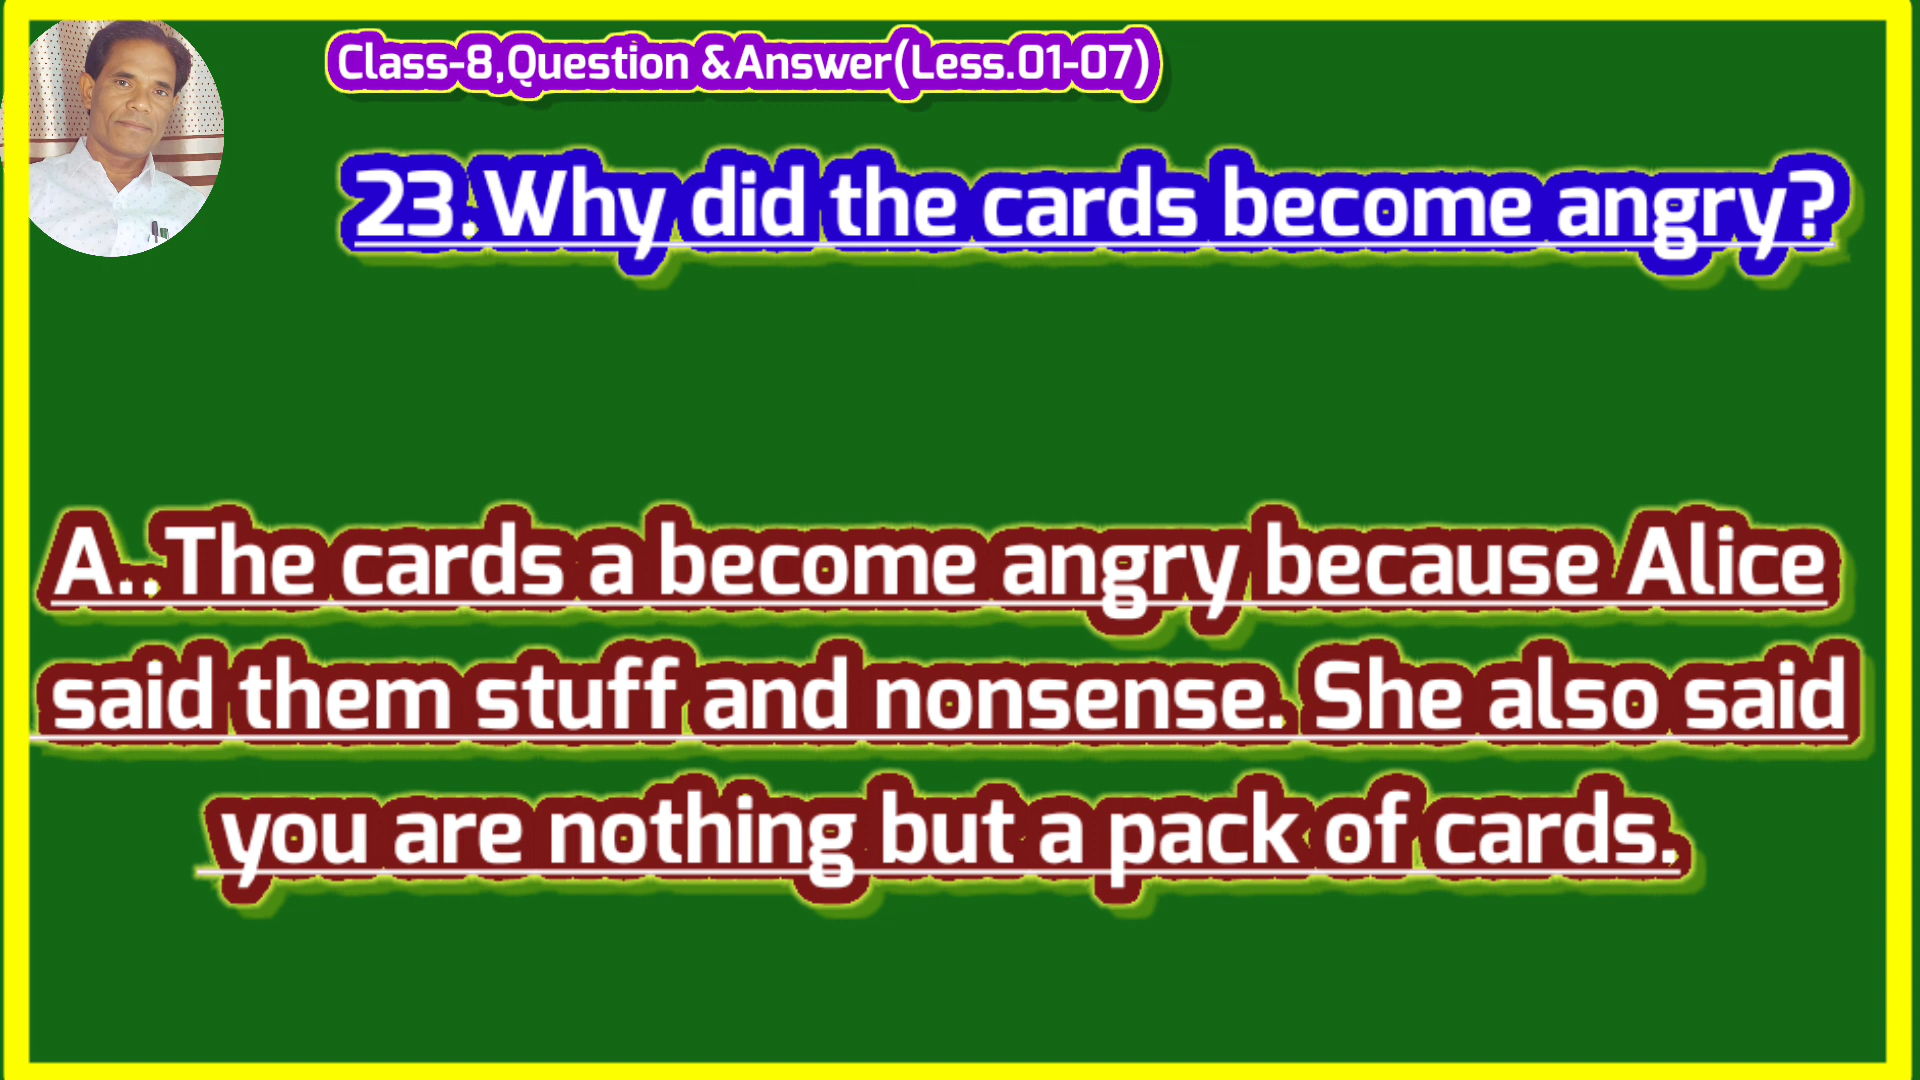 Class-8,Question &Answer(Less.01-07)
23.Why did the cards become angry?
A..The cards a become angry because Alice
said them stuff and nonsense. She also said
you are nothing but a pack of cards.